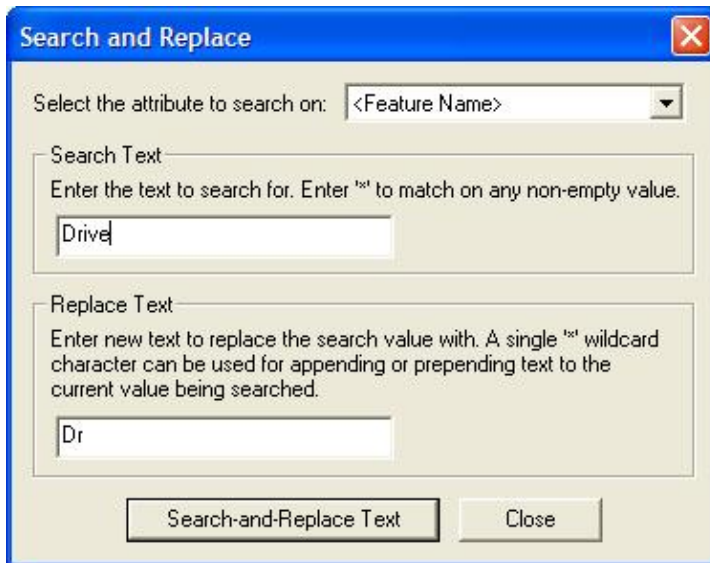 Search and Replace
Select the attribute to search on: <Feature Name>
Search Text
Enter the text to search for. Enter '*' to match on any non-empty value.
Drive
Replace Text
Enter new text to replace the search value with. A single '*' wildcard
character can be used for appending or prepending text to the
current value being searched.
Dr
Search-and-Replace Text Close